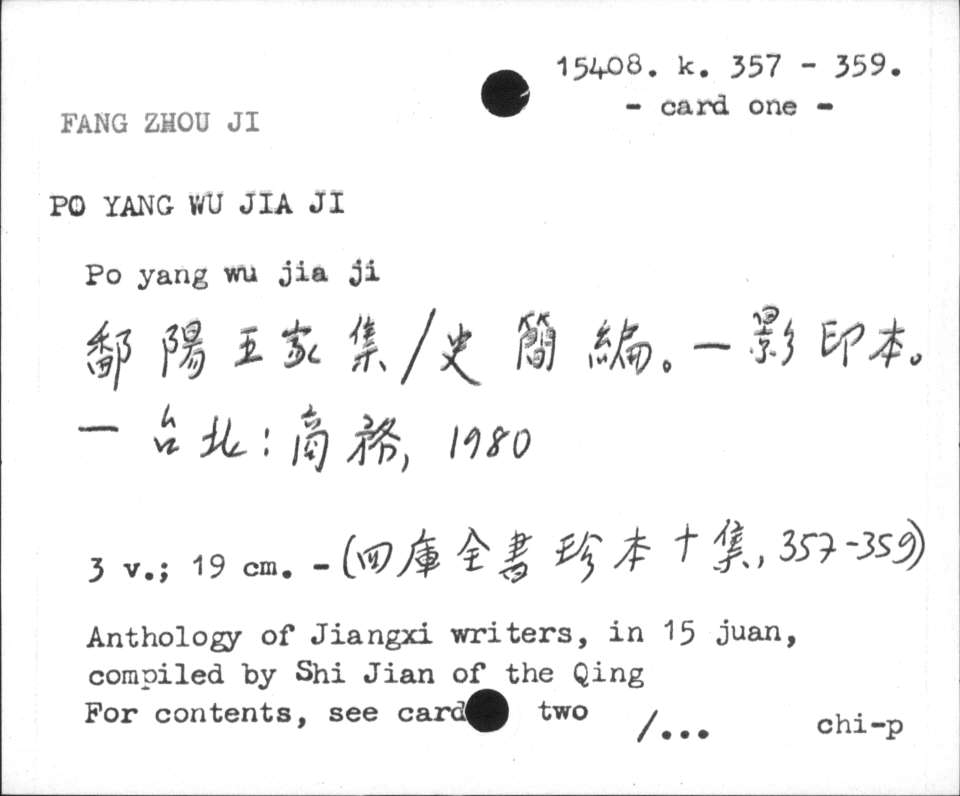 15408. k. 357 - 359.
- card one -
FANG ZHOU JI
PO YANG WU JIA JI
Po yang wu jia ji
鄱陽五家集/史簡編。—影印本。
—台北:商務, 1980
3 v.; 19 cm. - (四庫全書珍本十集, 357-359)
Anthology of Jiangxi writers, in 15 juan,
compiled by Shi Jian of the Qing
For contents, see card two /... chi-p